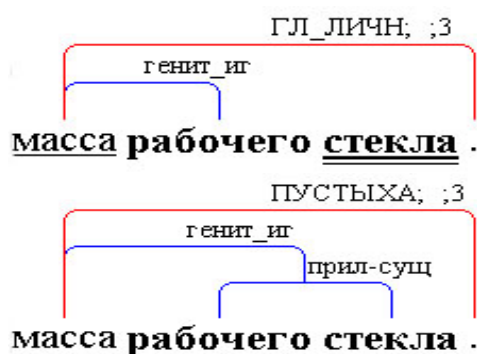 ГЛ_ЛИЧН; ;3
генит_иг
масса рабочего стекла .
ПУСТЫХА; ;3
генит_иг
прил-сущ
масса рабочего стекла .